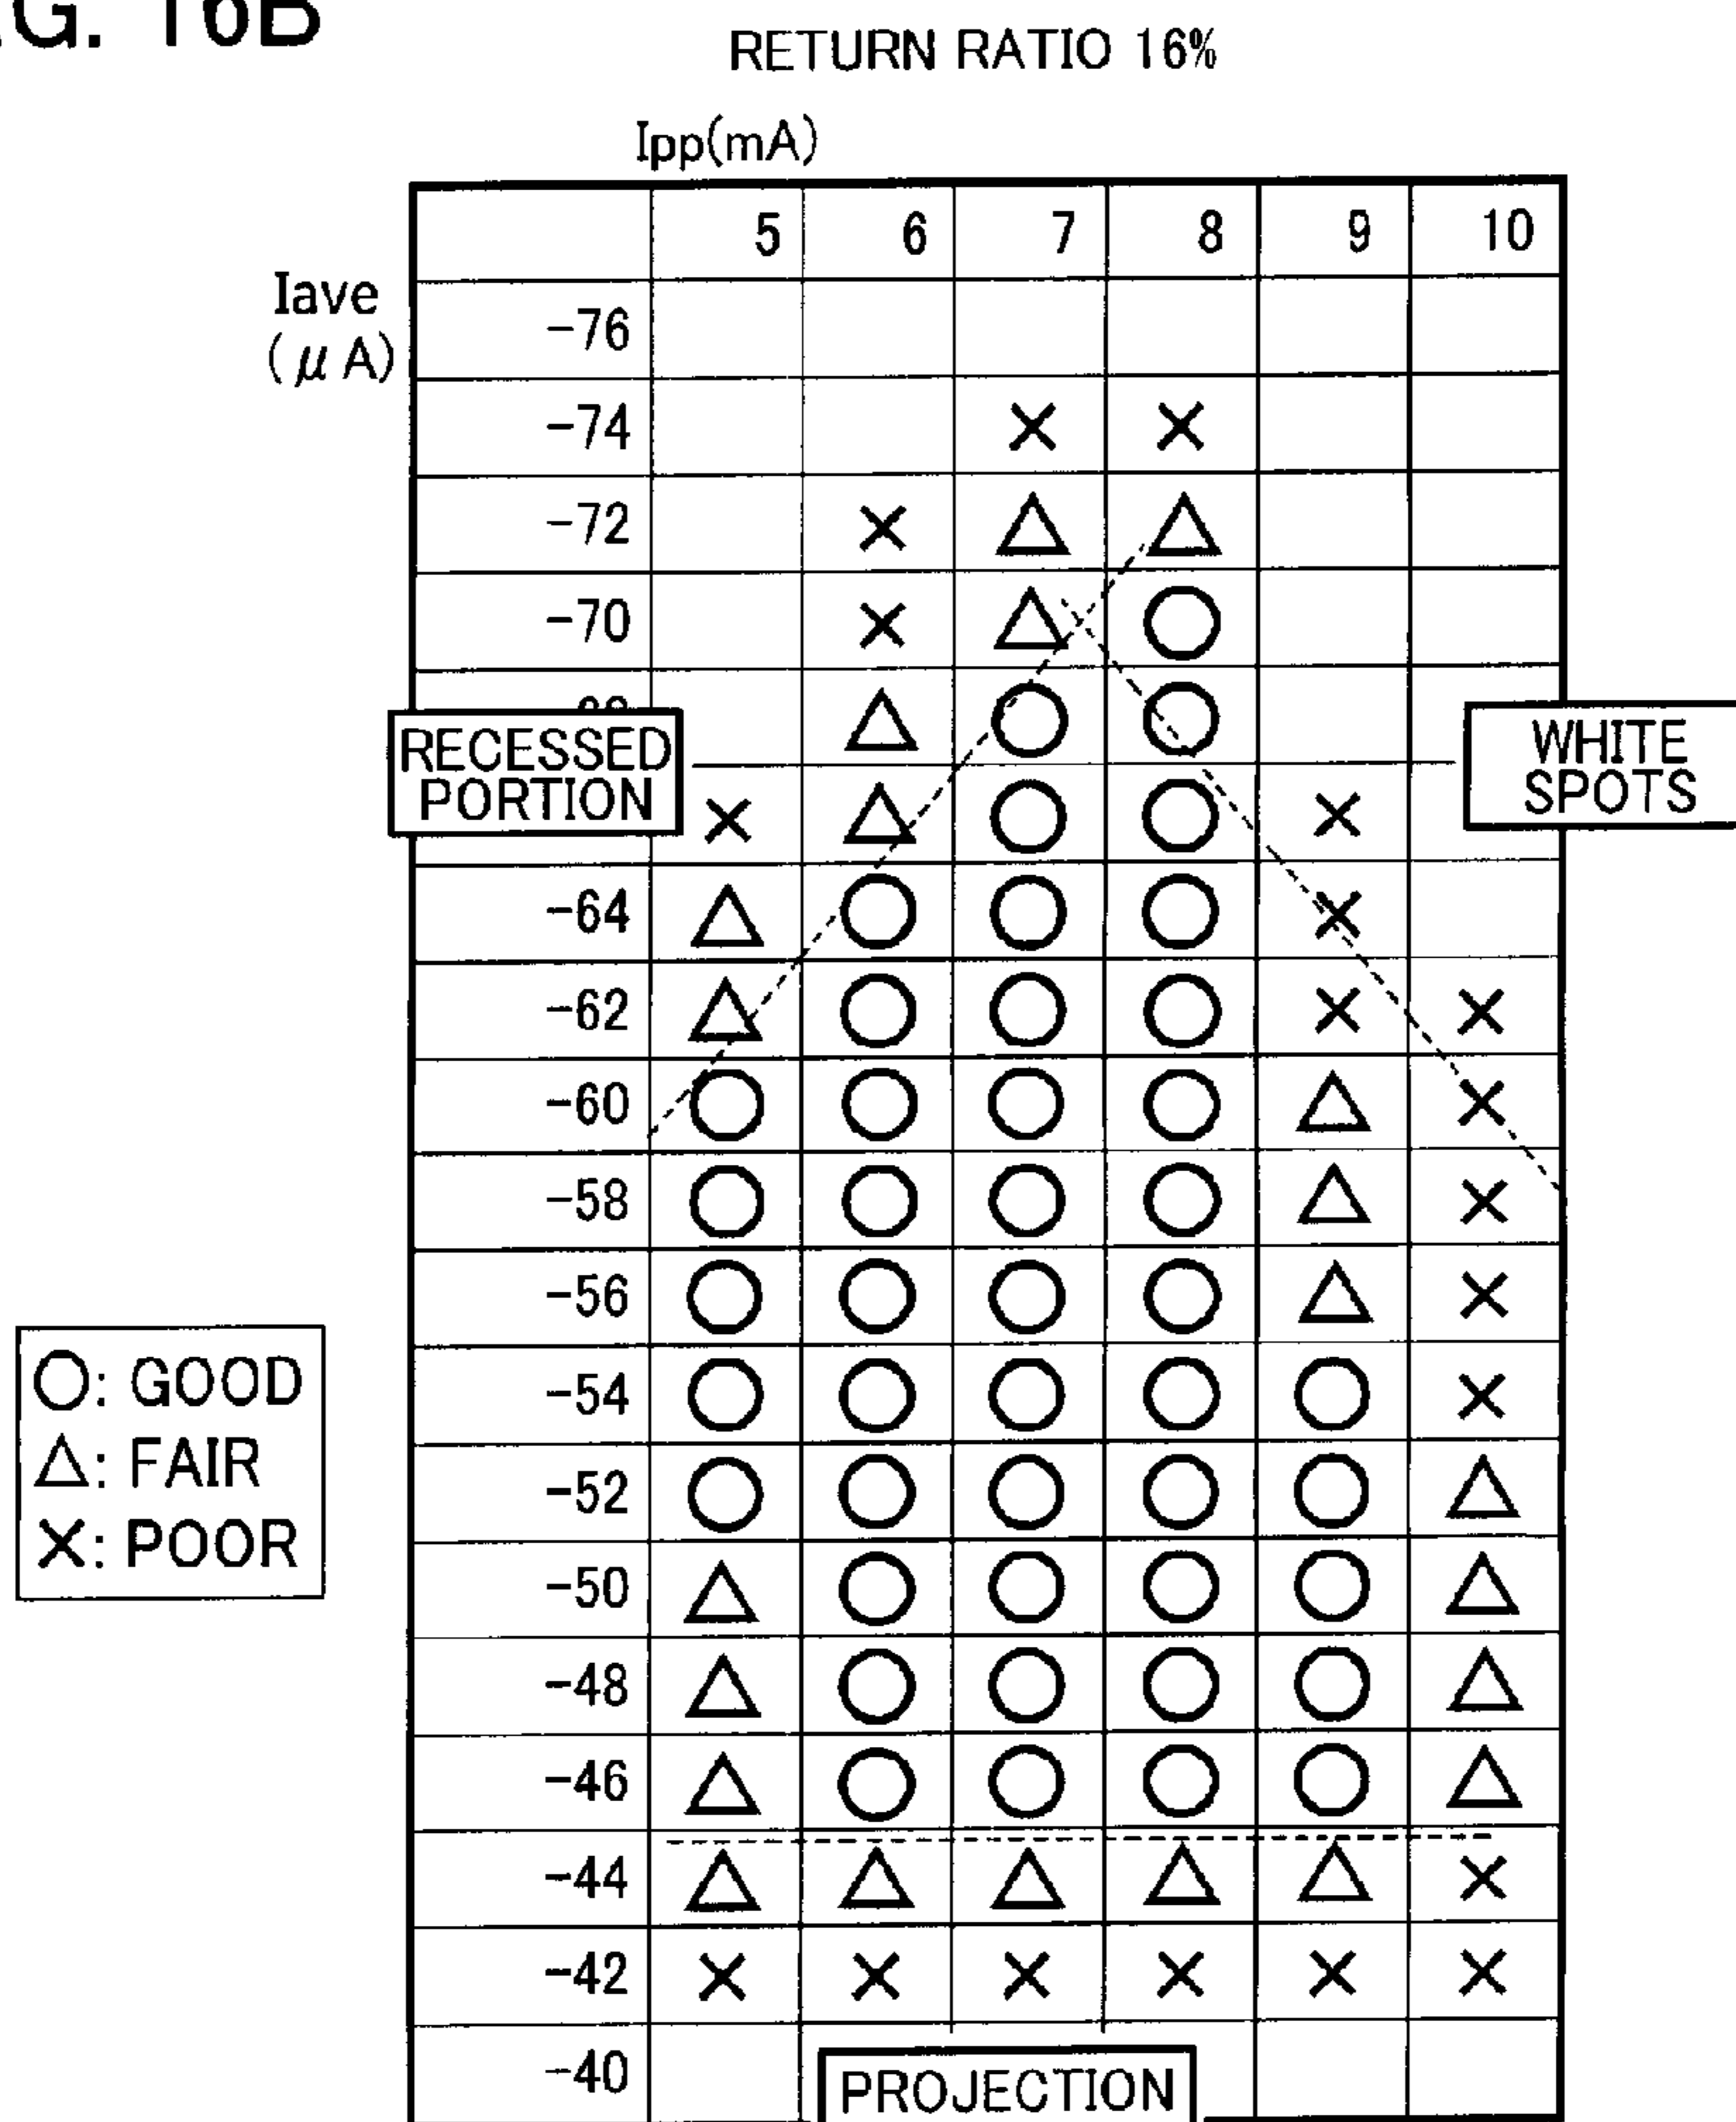 G. 16B
RETURN RATIO 16%
Ipp(mA)
5 6 7 8 9 10
Iave
(μA)
-76
-74 × ×
-72 × △ △
-70 × △ ○
△ ○ ○
RECESSED
PORTION
WHITE
SPOTS
× △ ○ ○ ×
-64 △ ○ ○ ○ ×
-62 △ ○ ○ ○ × ×
-60 ○ ○ ○ ○ △ ×
-58 ○ ○ ○ ○ △ ×
-56 ○ ○ ○ ○ △ ×
-54 ○ ○ ○ ○ ○ ×
-52 ○ ○ ○ ○ ○ △
-50 △ ○ ○ ○ ○ △
-48 △ ○ ○ ○ ○ △
-46 △ ○ ○ ○ ○ △
-44 △ △ △ △ △ ×
-42 × × × × × ×
-40
PROJECTION
○: GOOD
△: FAIR
×: POOR